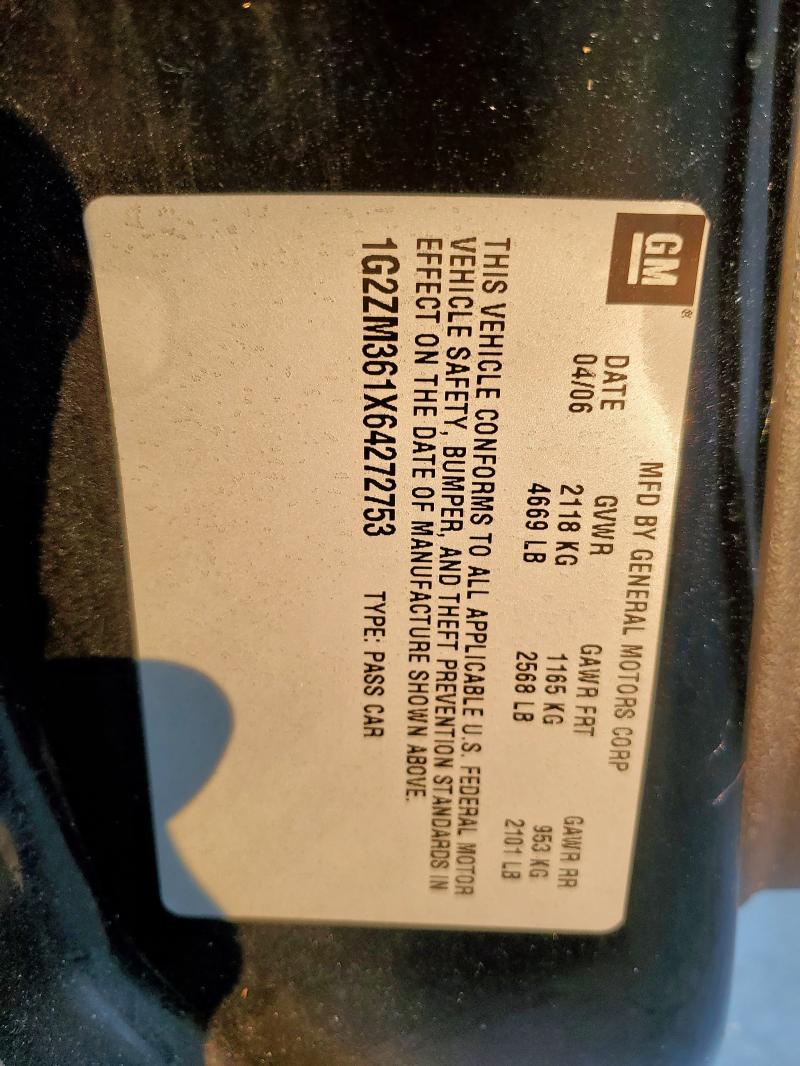 GM®
MFD BY GENERAL MOTORS CORP
DATE GVWR GAWR FRT GAWR RR
04/06 2118 KG 1165 KG 953 KG
4669 LB 2568 LB 2101 LB
THIS VEHICLE CONFORMS TO ALL APPLICABLE U.S. FEDERAL MOTOR
VEHICLE SAFETY, BUMPER, AND THEFT PREVENTION STANDARDS IN
EFFECT ON THE DATE OF MANUFACTURE SHOWN ABOVE.
1G2ZM361X64272753 TYPE: PASS CAR